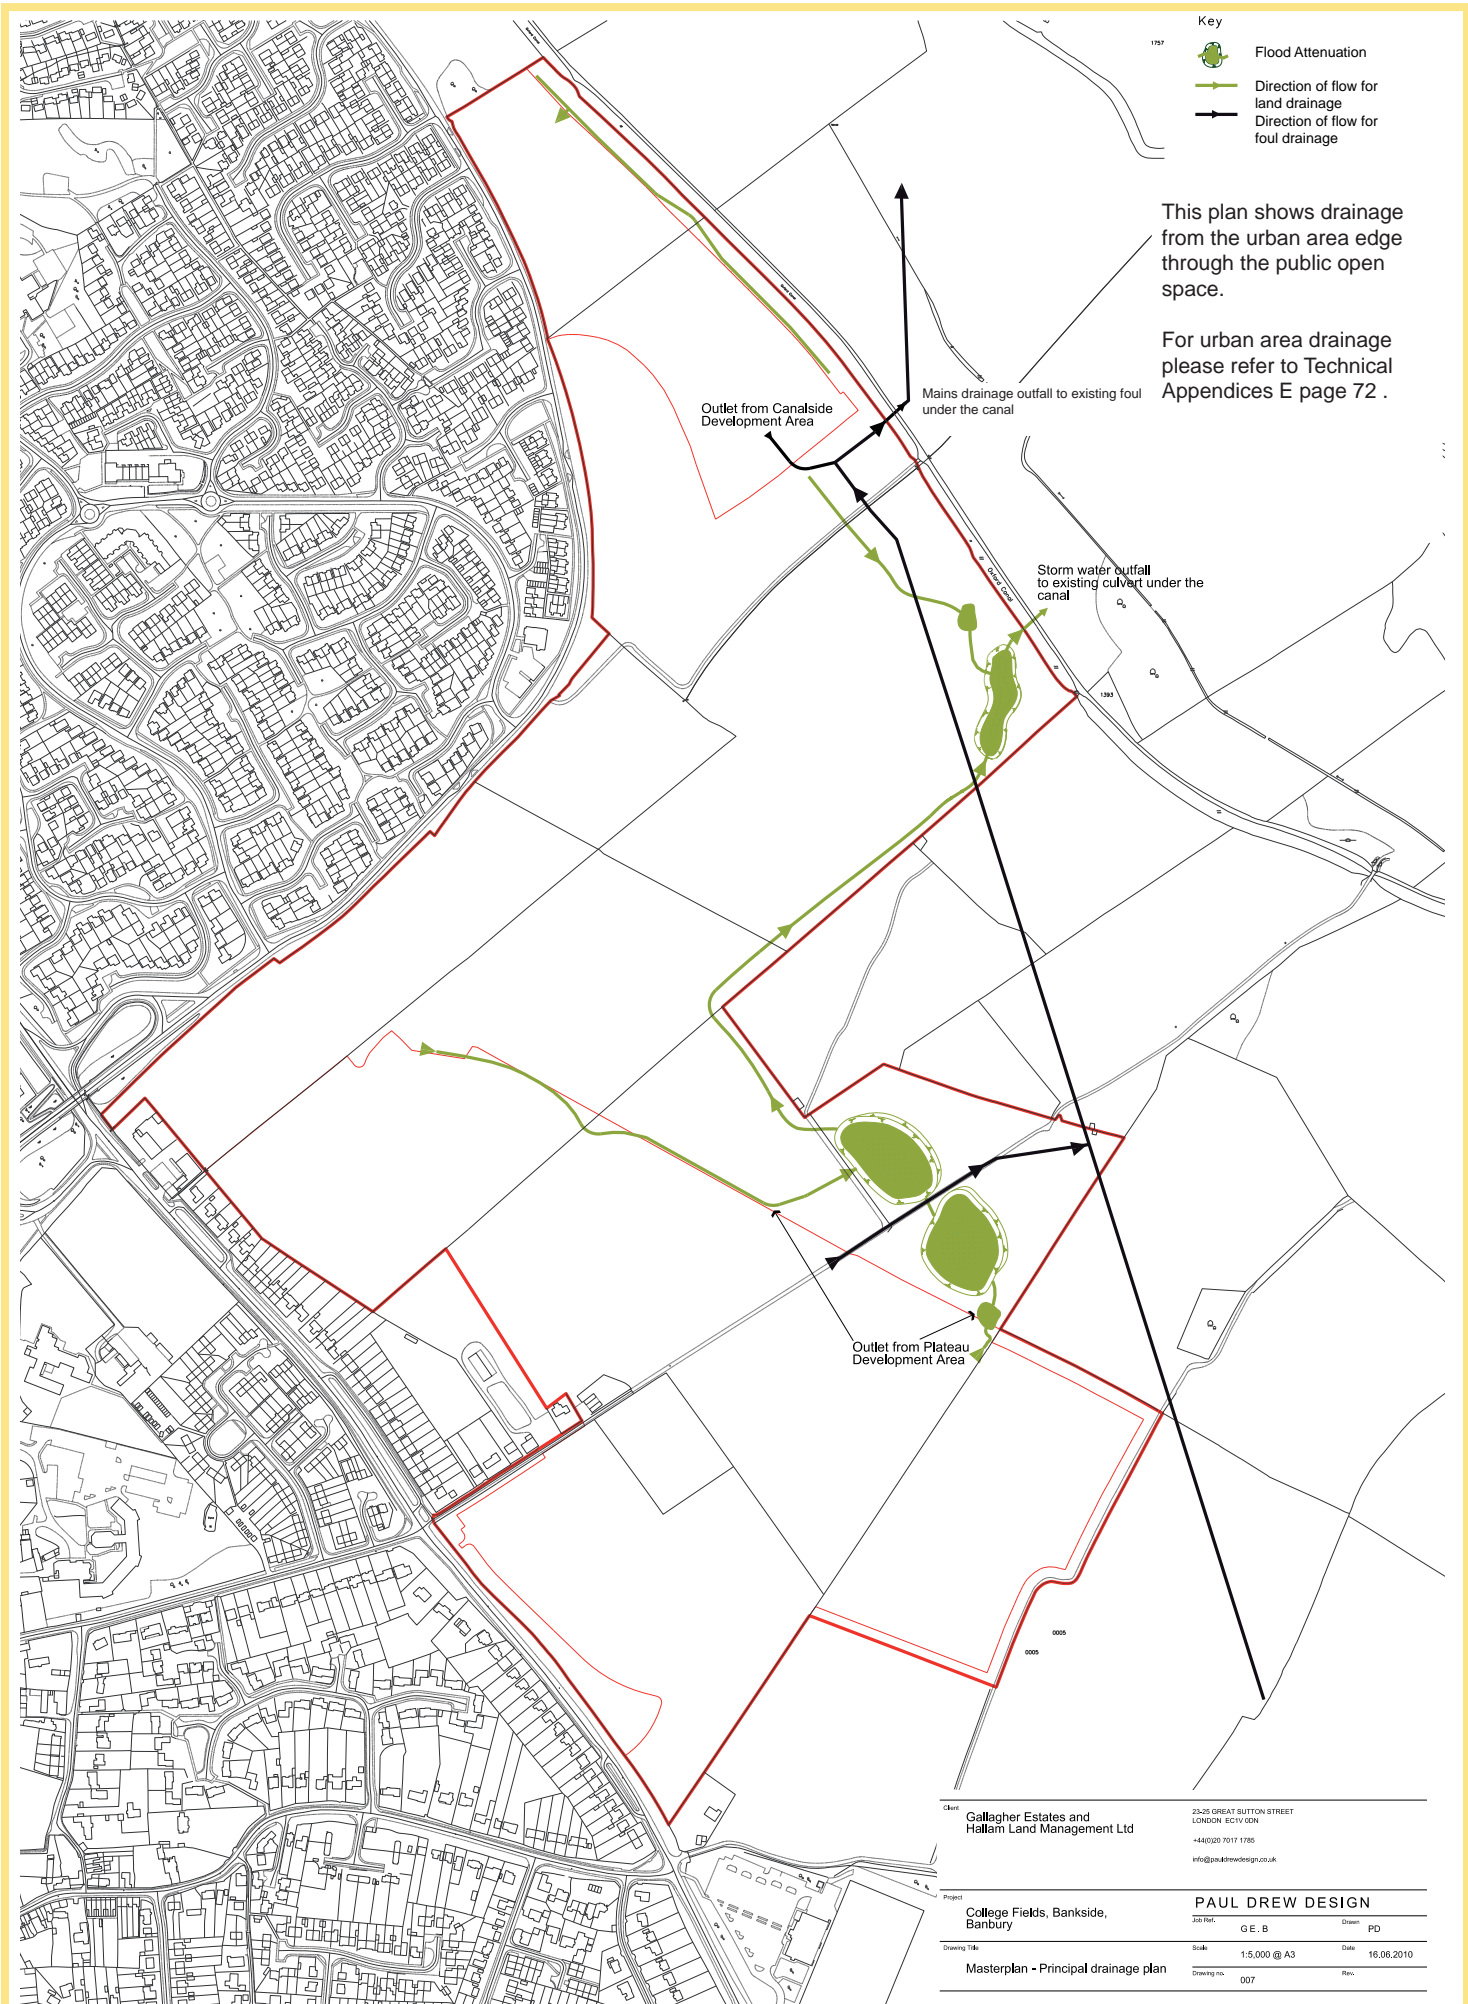 Key
Flood Attenuation
Direction of flow for
land drainage
Direction of flow for
foul drainage
1757
This plan shows drainage
from the urban area edge
through the public open
space.
For urban area drainage
please refer to Technical
Appendices E page 72 .
Mains drainage outfall to existing foul
under the canal
Outlet from Canalside
Development Area
Storm water outfall
to existing culvert under the
canal
Oxford Canal
1393
Outlet from Plateau
Development Area
0005
0005
Client
Gallagher Estates and
Hallam Land Management Ltd
23-25 GREAT SUTTON STREET
LONDON EC1V 0DN
+44(0)20 7017 1785
info@pauldrewdesign.co.uk
Project
College Fields, Bankside,
Banbury
PAUL DREW DESIGN
Job Ref.
G E . B
Drawn
PD
Drawing Title
Masterplan - Principal drainage plan
Scale
1:5,000 @ A3
Date
16.06.2010
Drawing no.
007
Rev.